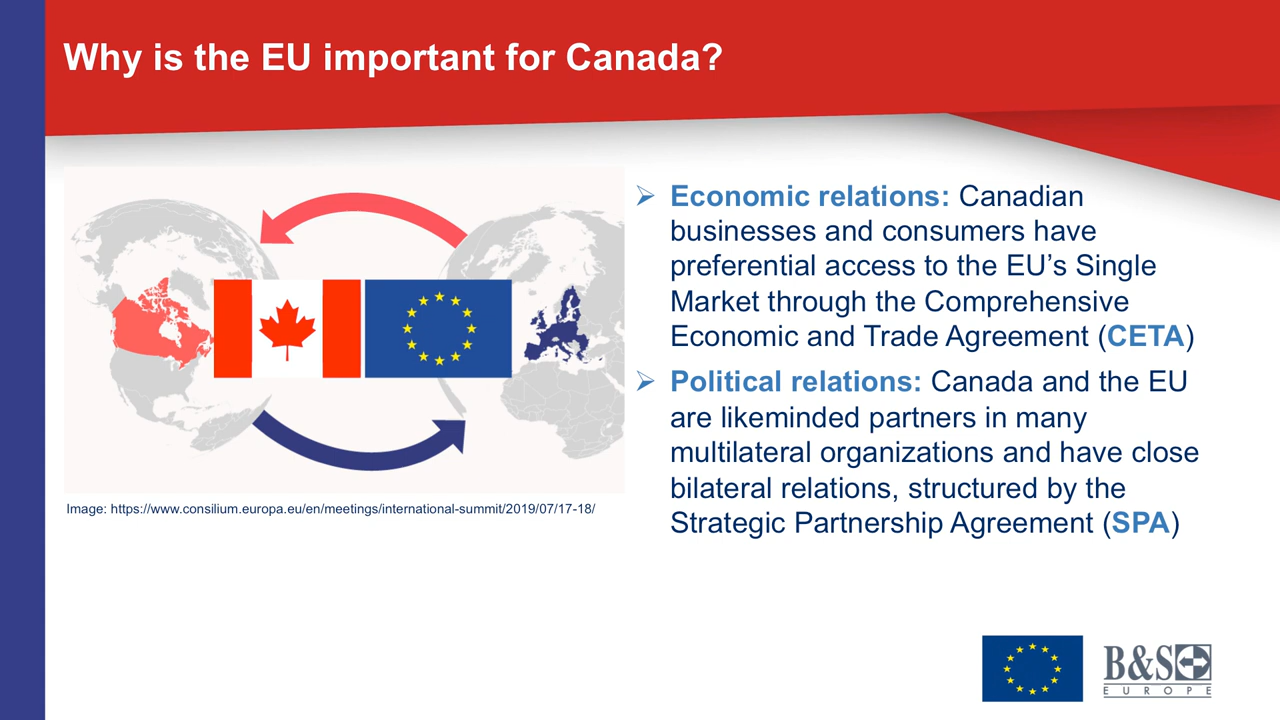 Why is the EU important for Canada?
Economic relations: Canadian
businesses and consumers have
preferential access to the EU’s Single
Market through the Comprehensive
Economic and Trade Agreement (CETA)
Political relations: Canada and the EU
are likeminded partners in many
multilateral organizations and have close
bilateral relations, structured by the
Strategic Partnership Agreement (SPA)
Image: https://www.consilium.europa.eu/en/meetings/international-summit/2019/07/17-18/
B&S
EUROPE